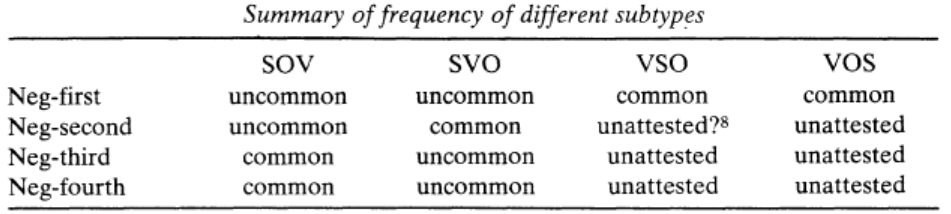 Summary of frequency of different subtypes
SOV SVO VSO VOS
Neg-first uncommon uncommon common common
Neg-second uncommon common unattested?8 unattested
Neg-third common uncommon unattested unattested
Neg-fourth common uncommon unattested unattested